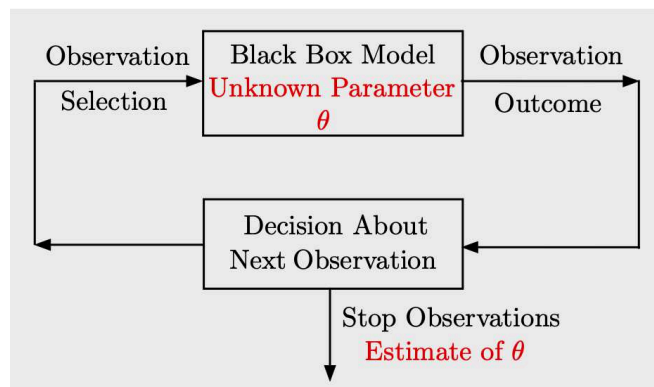 Observation
Selection
Black Box Model
Unknown Parameter
θ
Observation
Outcome
Decision About
Next Observation
Stop Observations
Estimate of θ